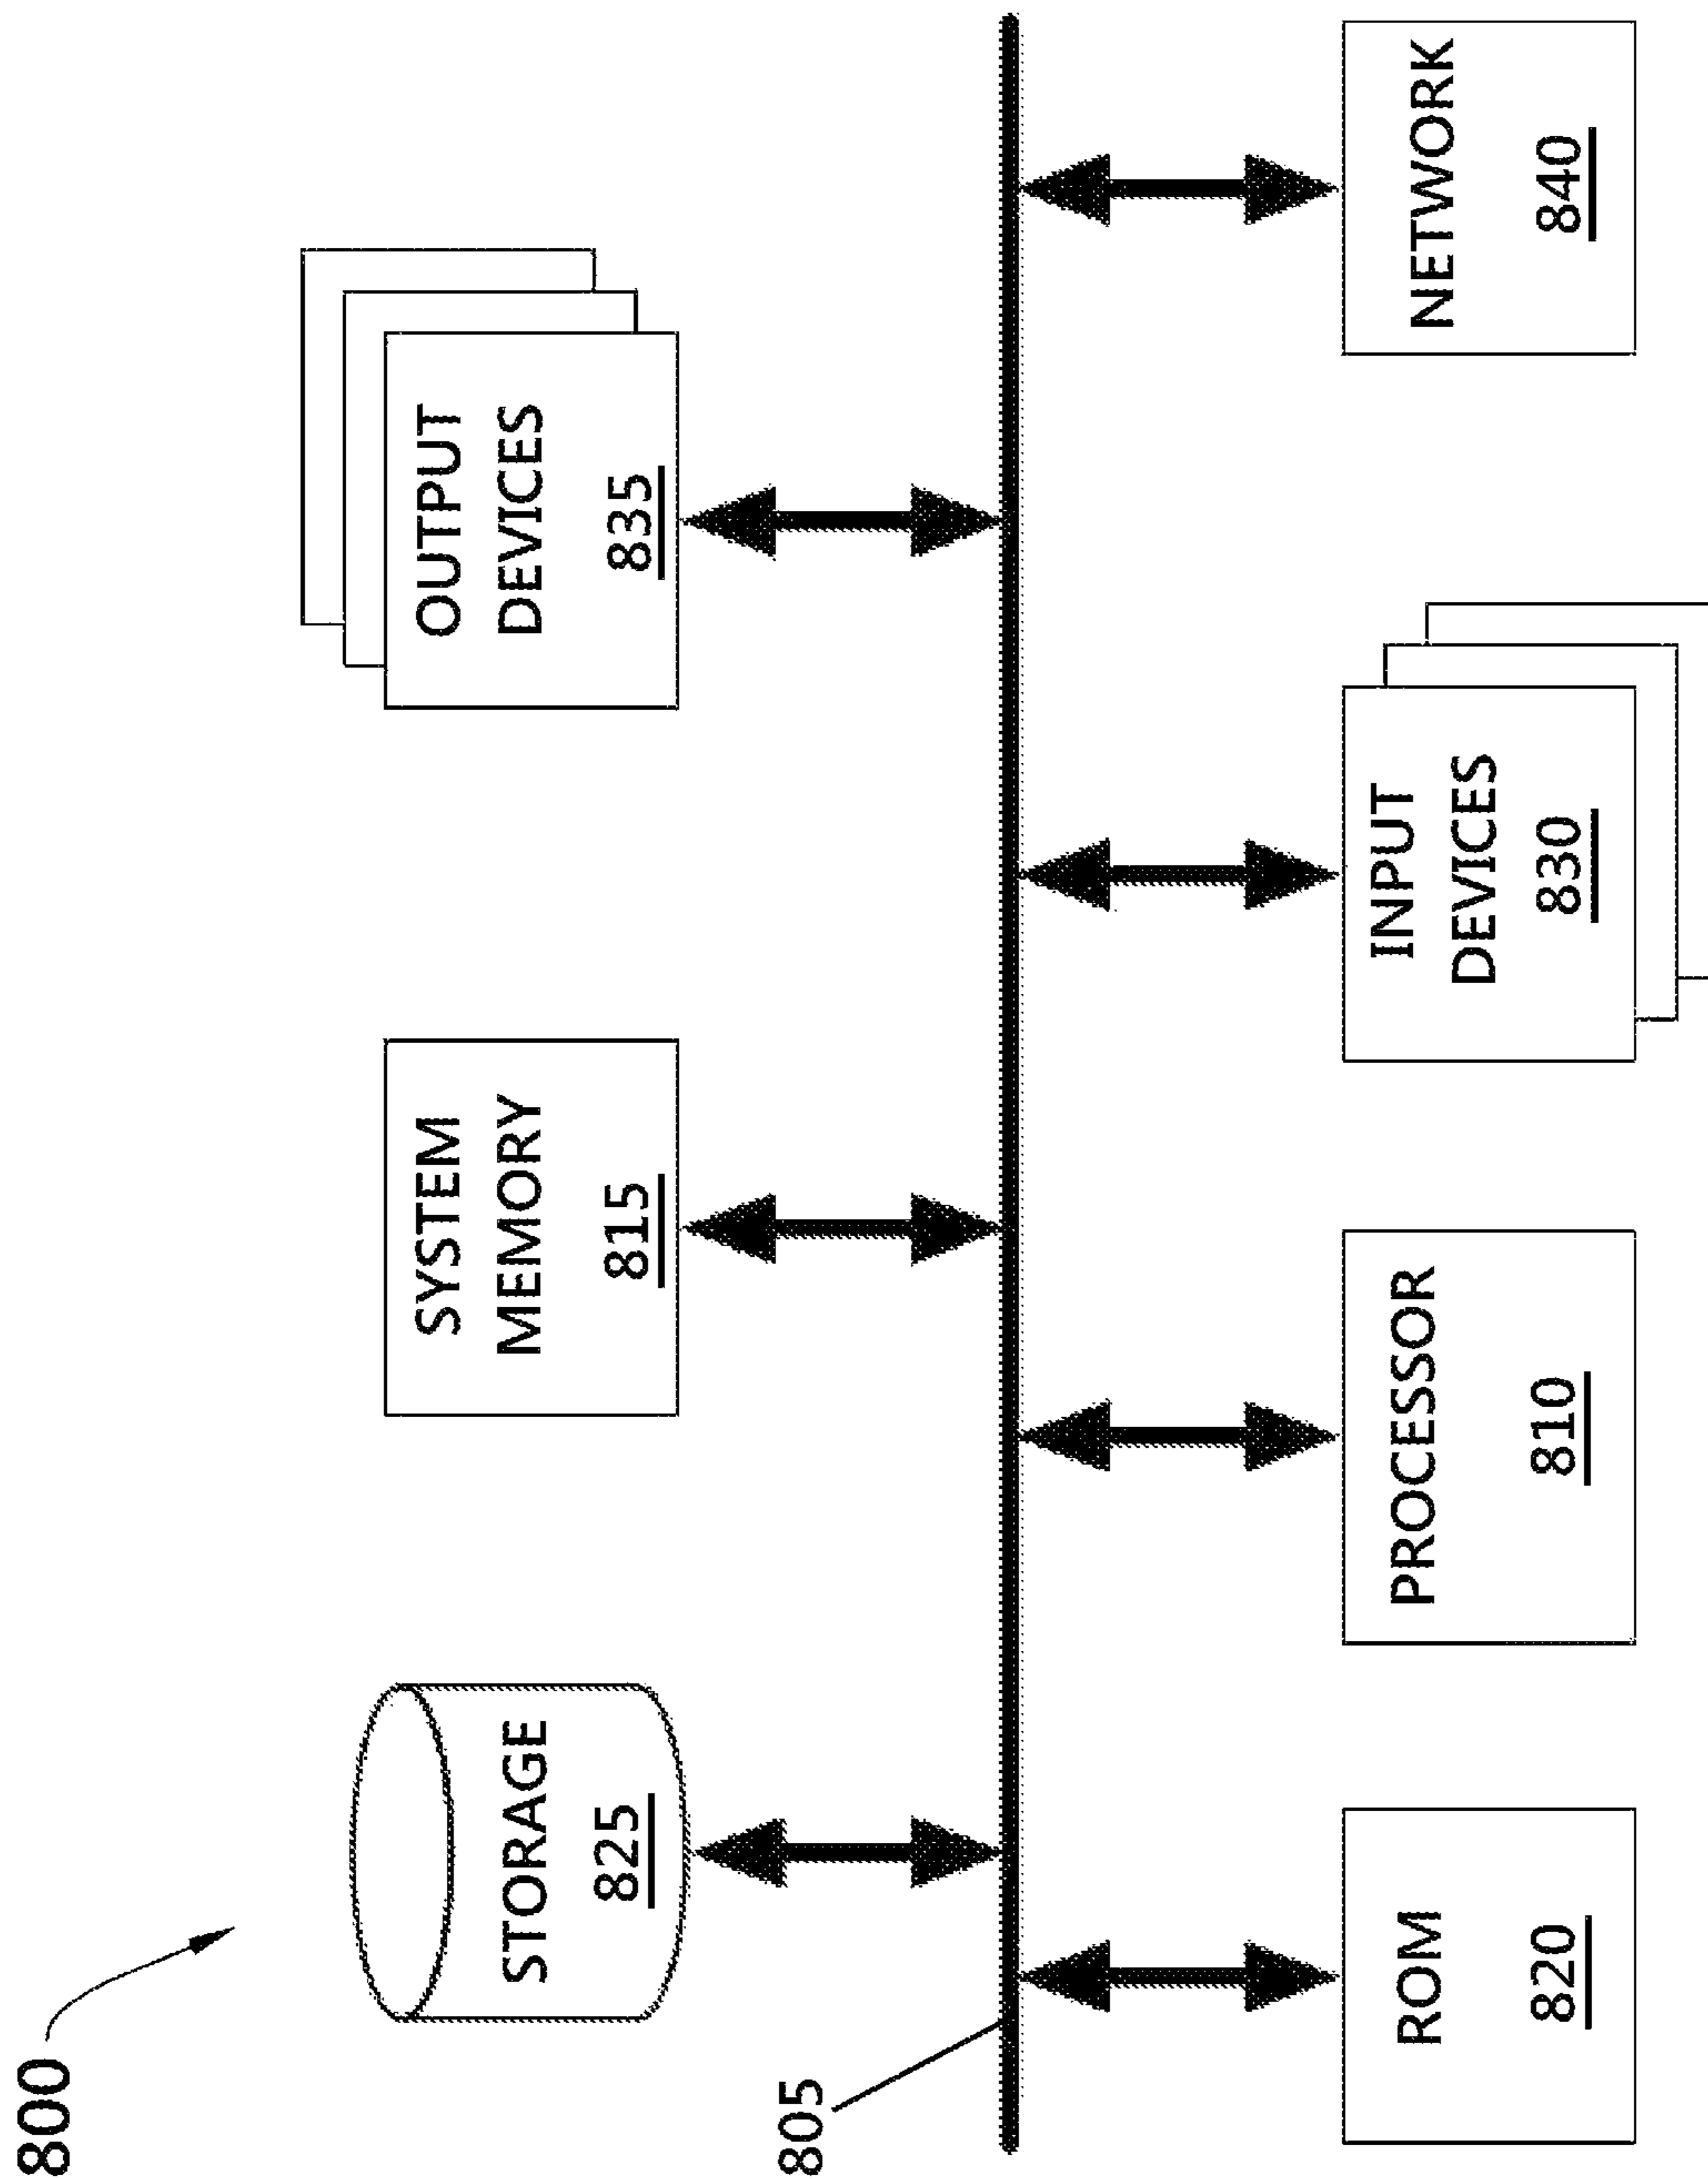 800
STORAGE
825
SYSTEM
MEMORY
815
OUTPUT
DEVICES
835
805
ROM
820
PROCESSOR
810
INPUT
DEVICES
830
NETWORK
840